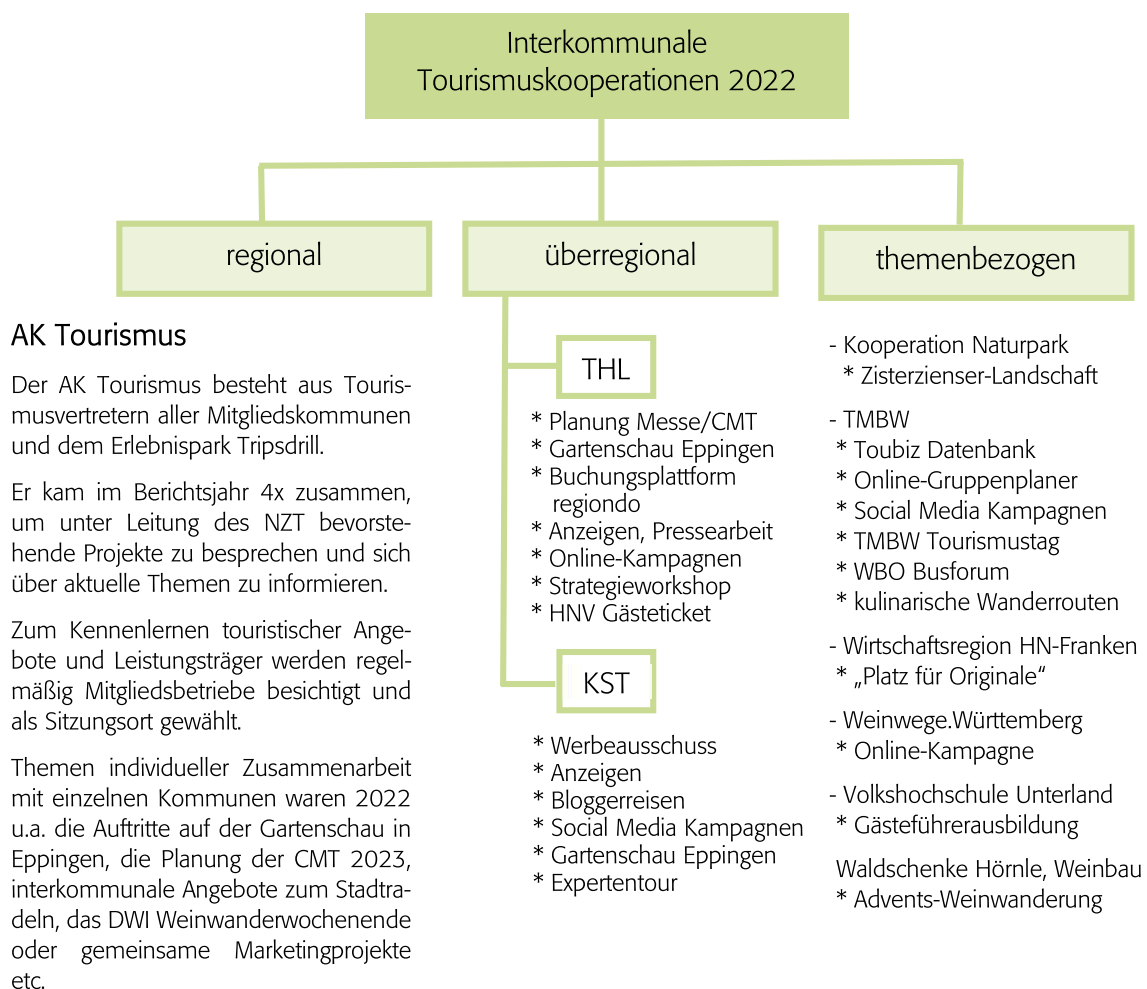 Interkommunale
Tourismuskooperationen 2022
regional
AK Tourismus
Der AK Tourismus besteht aus Touris-
musvertretern aller Mitgliedskommunen
und dem Erlebnispark Tripsdrill.
Er kam im Berichtsjahr 4x zusammen,
um unter Leitung des NZT bevorste-
hende Projekte zu besprechen und sich
über aktuelle Themen zu informieren.
Zum Kennenlernen touristischer Ange-
bote und Leistungsträger werden regel-
mäßig Mitgliedsbetriebe besichtigt und
als Sitzungsort gewählt.
Themen individueller Zusammenarbeit
mit einzelnen Kommunen waren 2022
u.a. die Auftritte auf der Gartenschau in
Eppingen, die Planung der CMT 2023,
interkommunale Angebote zum Stadtra-
deln, das DWI Weinwanderwochenende
oder gemeinsame Marketingprojekte
etc.
überregional
THL
* Planung Messe/CMT
* Gartenschau Eppingen
* Buchungsplattform
regiondo
* Anzeigen, Pressearbeit
* Online-Kampagnen
* Strategieworkshop
* HNV Gästeticket
KST
* Werbeausschuss
* Anzeigen
* Bloggerreisen
* Social Media Kampagnen
* Gartenschau Eppingen
* Expertentour
themenbezogen
- Kooperation Naturpark
* Zisterzienser-Landschaft
- TMBW
* Toubiz Datenbank
* Online-Gruppenplaner
* Social Media Kampagnen
* TMBW Tourismustag
* WBO Busforum
* kulinarische Wanderrouten
- Wirtschaftsregion HN-Franken
* „Platz für Originale“
- Weinwege.Württemberg
* Online-Kampagne
- Volkshochschule Unterland
* Gästeführerausbildung
Waldschenke Hörnle, Weinbau
* Advents-Weinwanderung